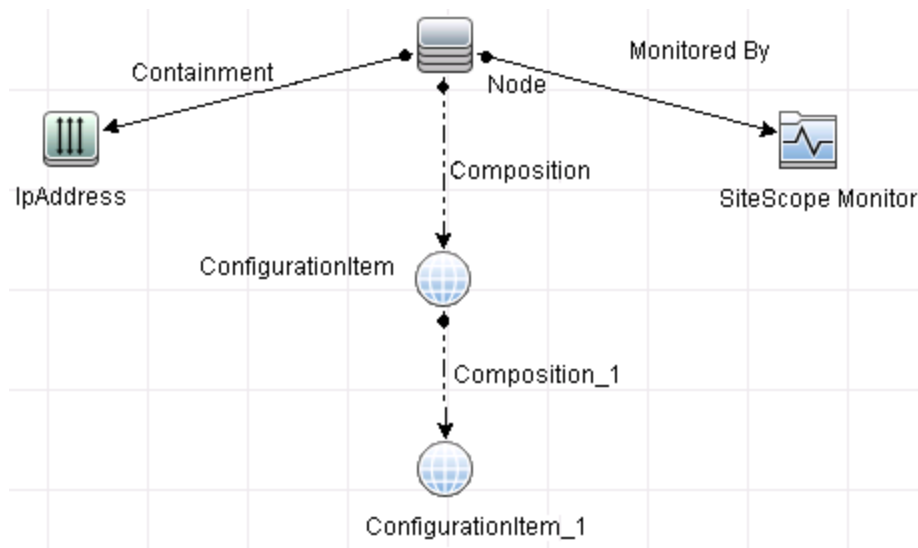 Monitored By
Containment
Node
Composition
IpAddress
SiteScope Monitor
ConfigurationItem
Composition_1
ConfigurationItem_1